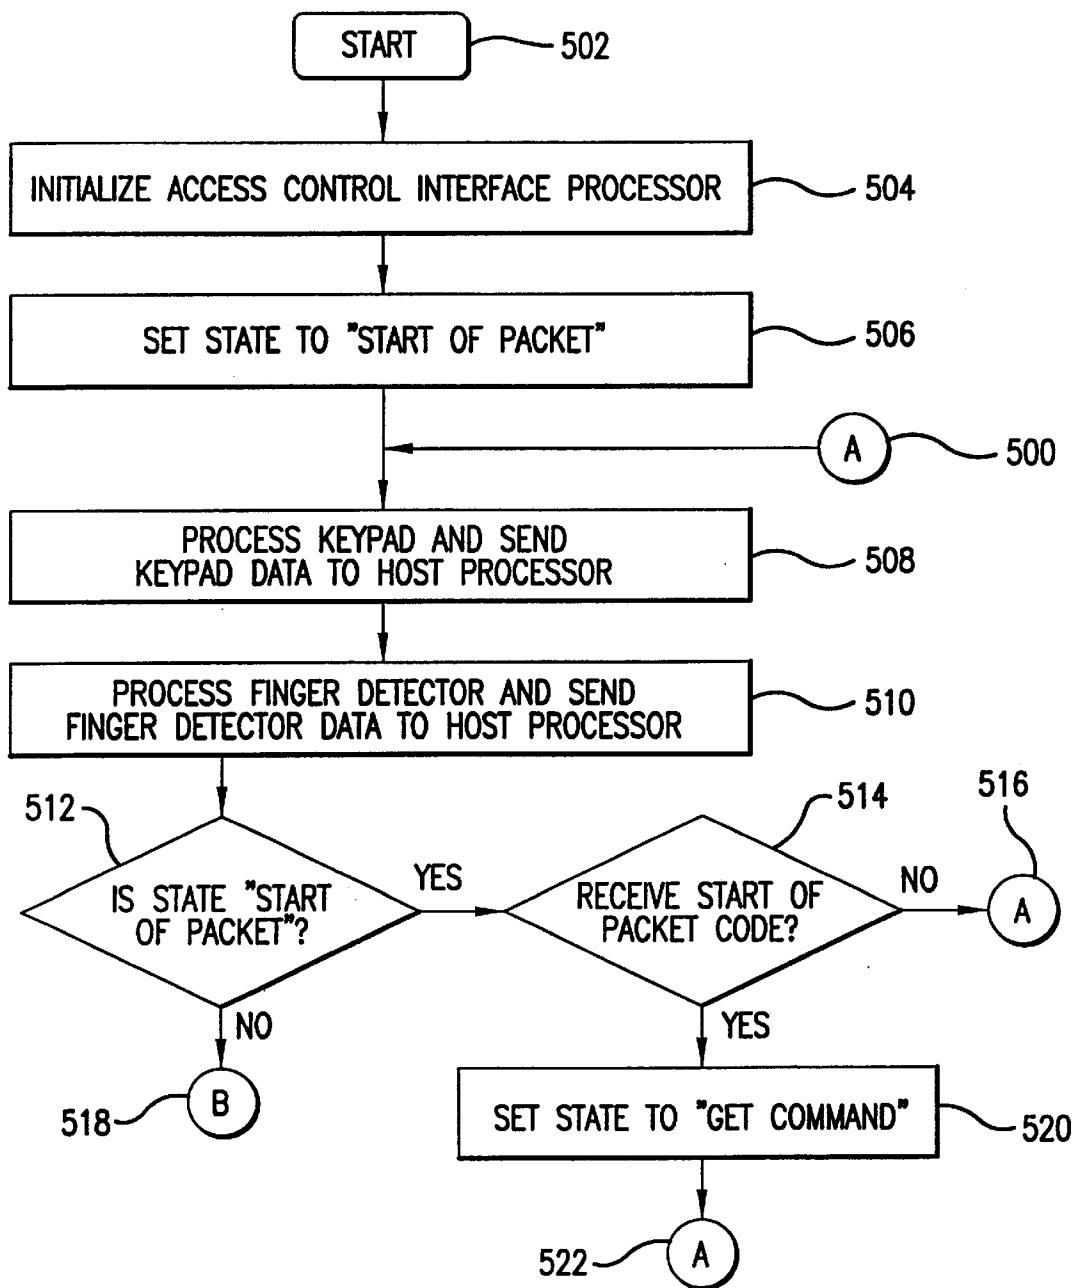 START
502
INITIALIZE ACCESS CONTROL INTERFACE PROCESSOR
504
SET STATE TO "START OF PACKET"
506
A
500
PROCESS KEYPAD AND SEND
KEYPAD DATA TO HOST PROCESSOR
508
PROCESS FINGER DETECTOR AND SEND
FINGER DETECTOR DATA TO HOST PROCESSOR
510
512
IS STATE "START
OF PACKET"?
YES
514
RECEIVE START OF
PACKET CODE?
NO
516
A
NO
518
B
YES
SET STATE TO "GET COMMAND"
520
522
A